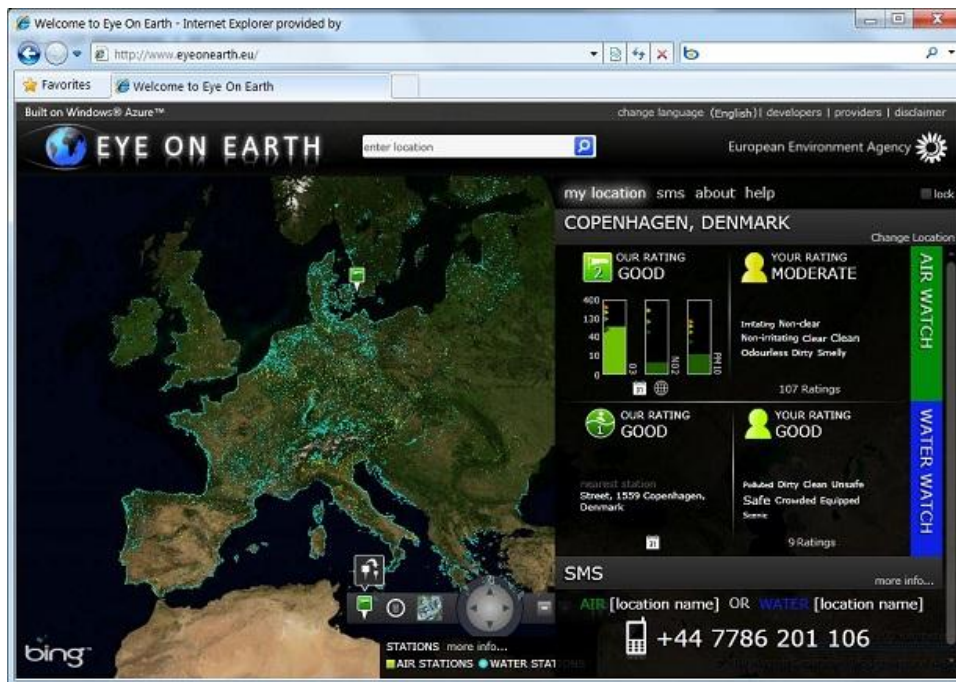 Welcome to Eye On Earth - Internet Explorer provided by
http://www.eyeonearth.eu/
Favorites
Welcome to Eye On Earth
Built on Windows® Azure™
change language (English) | developers | providers | disclaimer
EYE ON EARTH
enter location
European Environment Agency
my location sms about help
lock
COPENHAGEN, DENMARK
Change Location
OUR RATING
GOOD
2
400
130
40
10
0
O3
NO2
PM10
31
YOUR RATING
MODERATE
Irritating Non-clear
Non-irritating Clear Clean
Odourless Dirty Smelly
107 Ratings
AIR WATCH
OUR RATING
GOOD
1
nearest station
Street, 1559 Copenhagen,
Denmark
31
YOUR RATING
GOOD
Polluted Dirty Clean Unsafe
Safe Crowded Equipped
Scenic
9 Ratings
WATER WATCH
SMS
more info...
AIR [location name] OR WATER [location name]
+44 7786 201 106
bing™
STATIONS more info...
AIR STATIONS WATER STATIONS